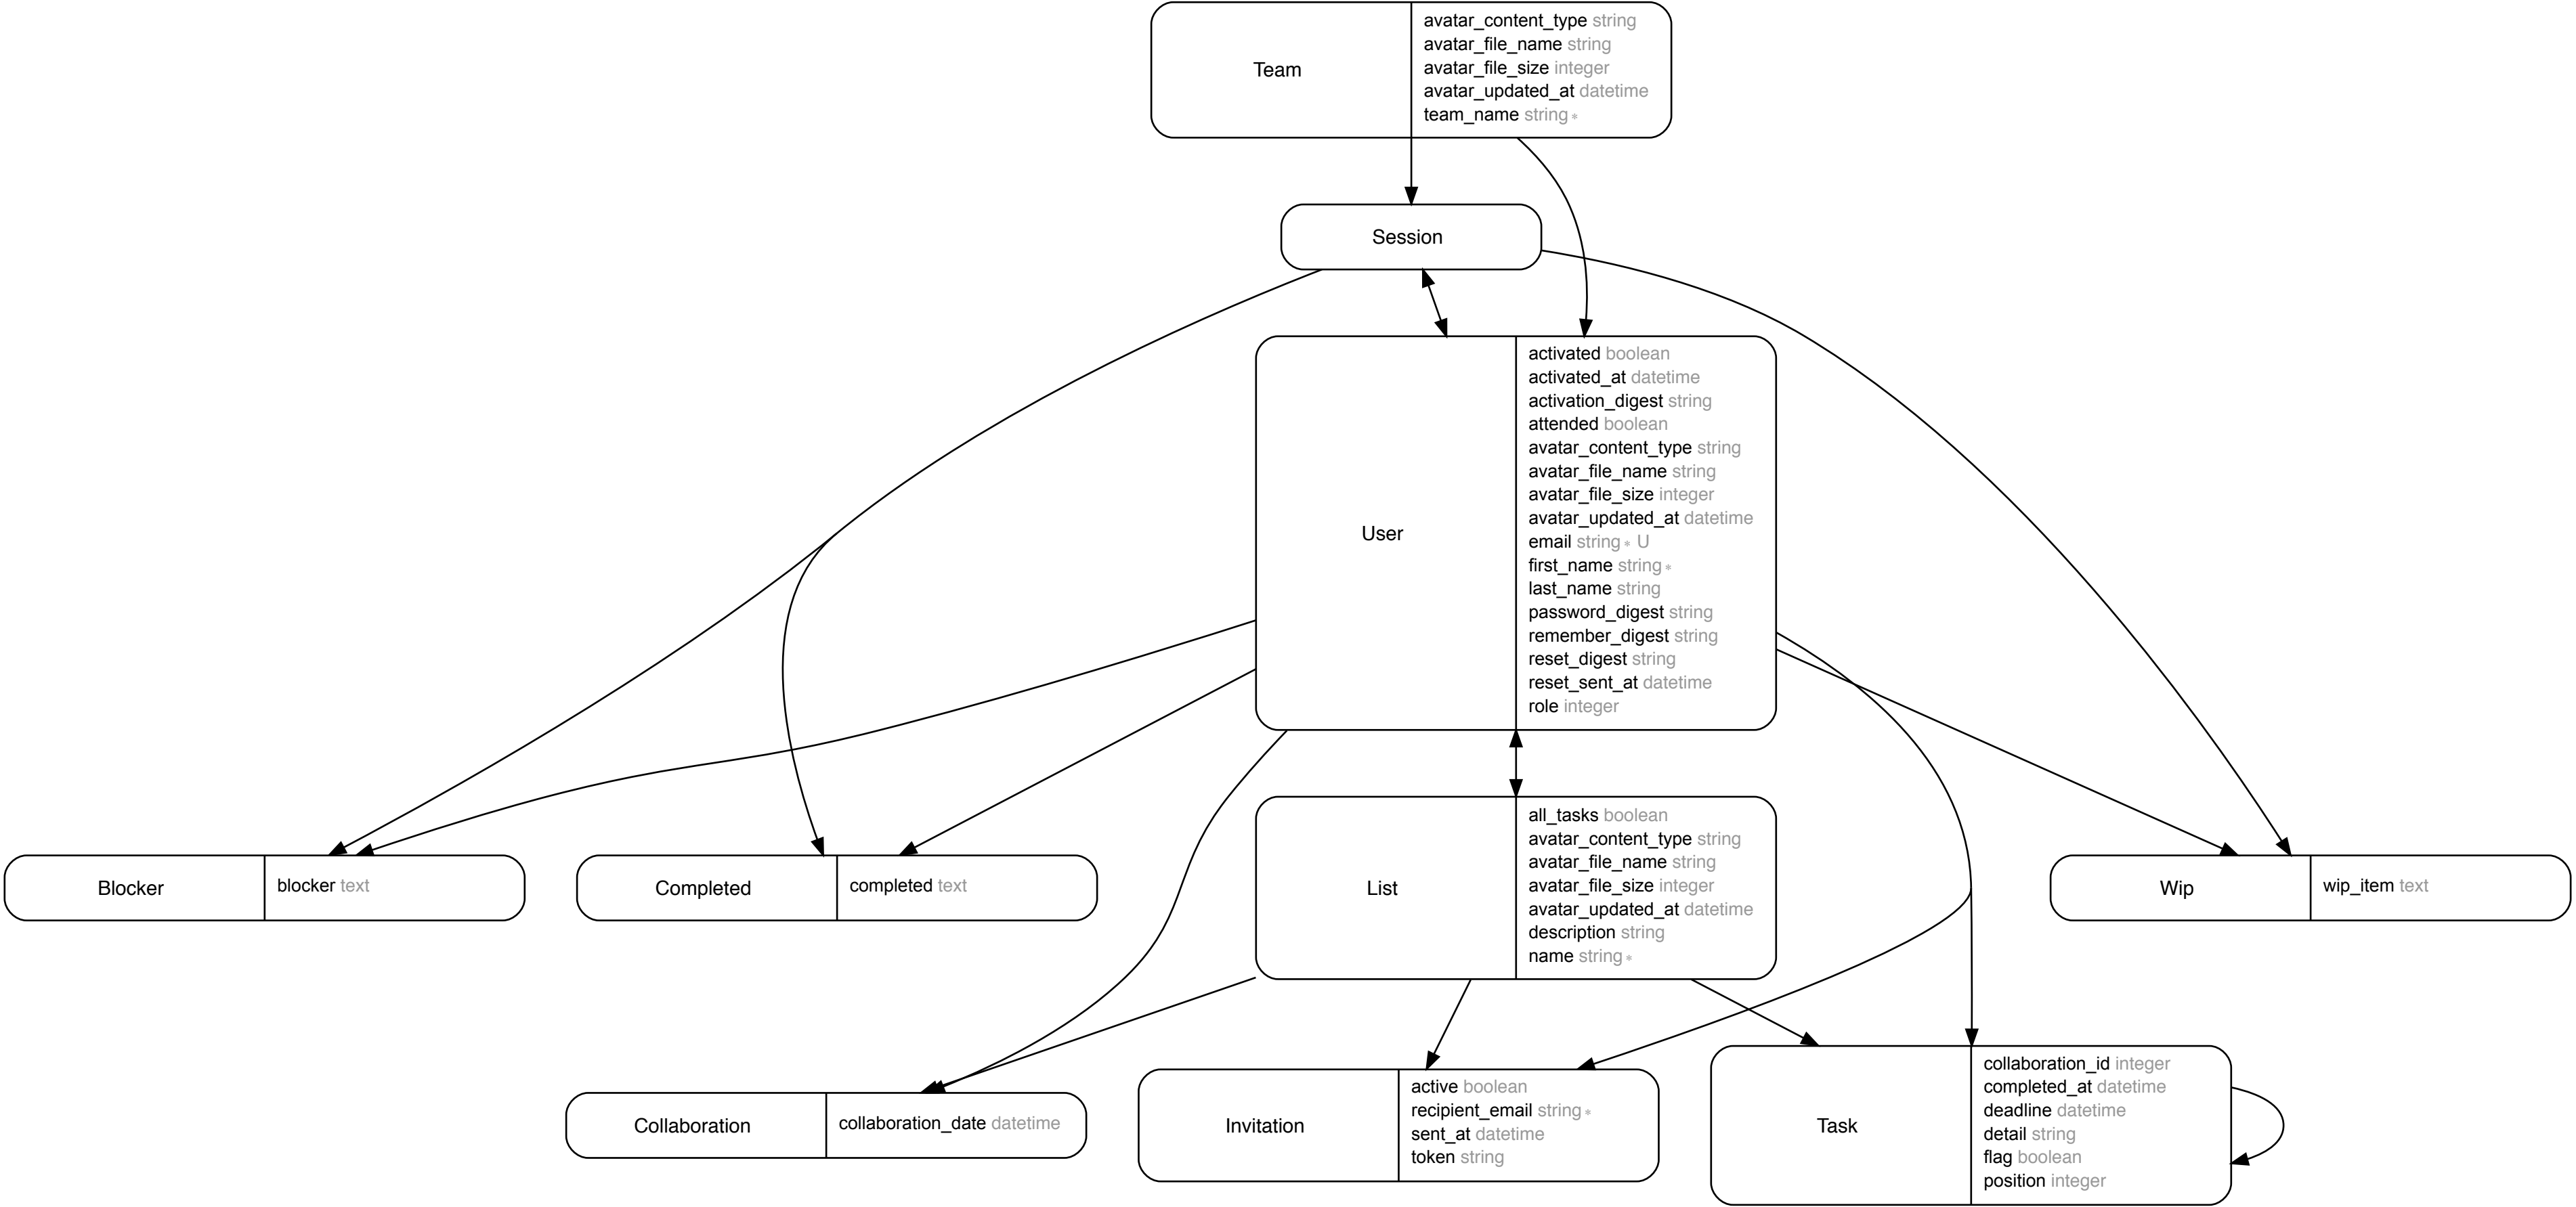 Team
avatar_content_type string
avatar_file_name string
avatar_file_size integer
avatar_updated_at datetime
team_name string *
Session
User
activated boolean
activated_at datetime
activation_digest string
attended boolean
avatar_content_type string
avatar_file_name string
avatar_file_size integer
avatar_updated_at datetime
email string * U
first_name string *
last_name string
password_digest string
remember_digest string
reset_digest string
reset_sent_at datetime
role integer
Blocker
blocker text
Completed
completed text
List
all_tasks boolean
avatar_content_type string
avatar_file_name string
avatar_file_size integer
avatar_updated_at datetime
description string
name string *
Wip
wip_item text
Collaboration
collaboration_date datetime
Invitation
active boolean
recipient_email string *
sent_at datetime
token string
Task
collaboration_id integer
completed_at datetime
deadline datetime
detail string
flag boolean
position integer